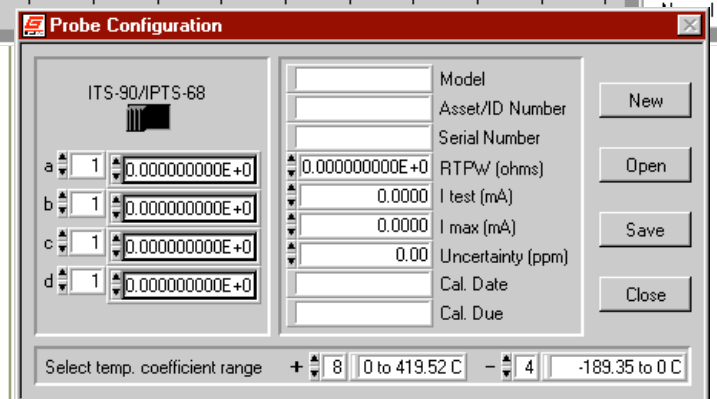 Probe Configuration
ITS-90/IPTS-68
a 1 0.000000000E+0
b 1 0.000000000E+0
c 1 0.000000000E+0
d 1 0.000000000E+0
Model
Asset/ID Number
Serial Number
0.000000000E+0 RTPW (ohms)
0.0000 I test (mA)
0.0000 I max (mA)
0.00 Uncertainty (ppm)
Cal. Date
Cal. Due
New
Open
Save
Close
Select temp. coefficient range + 8 0 to 419.52 C - 4 -189.35 to 0 C